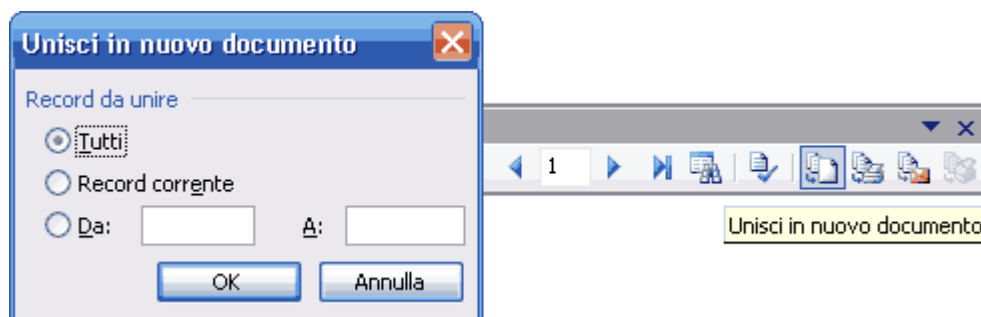 Unisci in nuovo documento
Record da unire
Tutti
Record corrente
Da: A:
OK Annulla
1
Unisci in nuovo documento